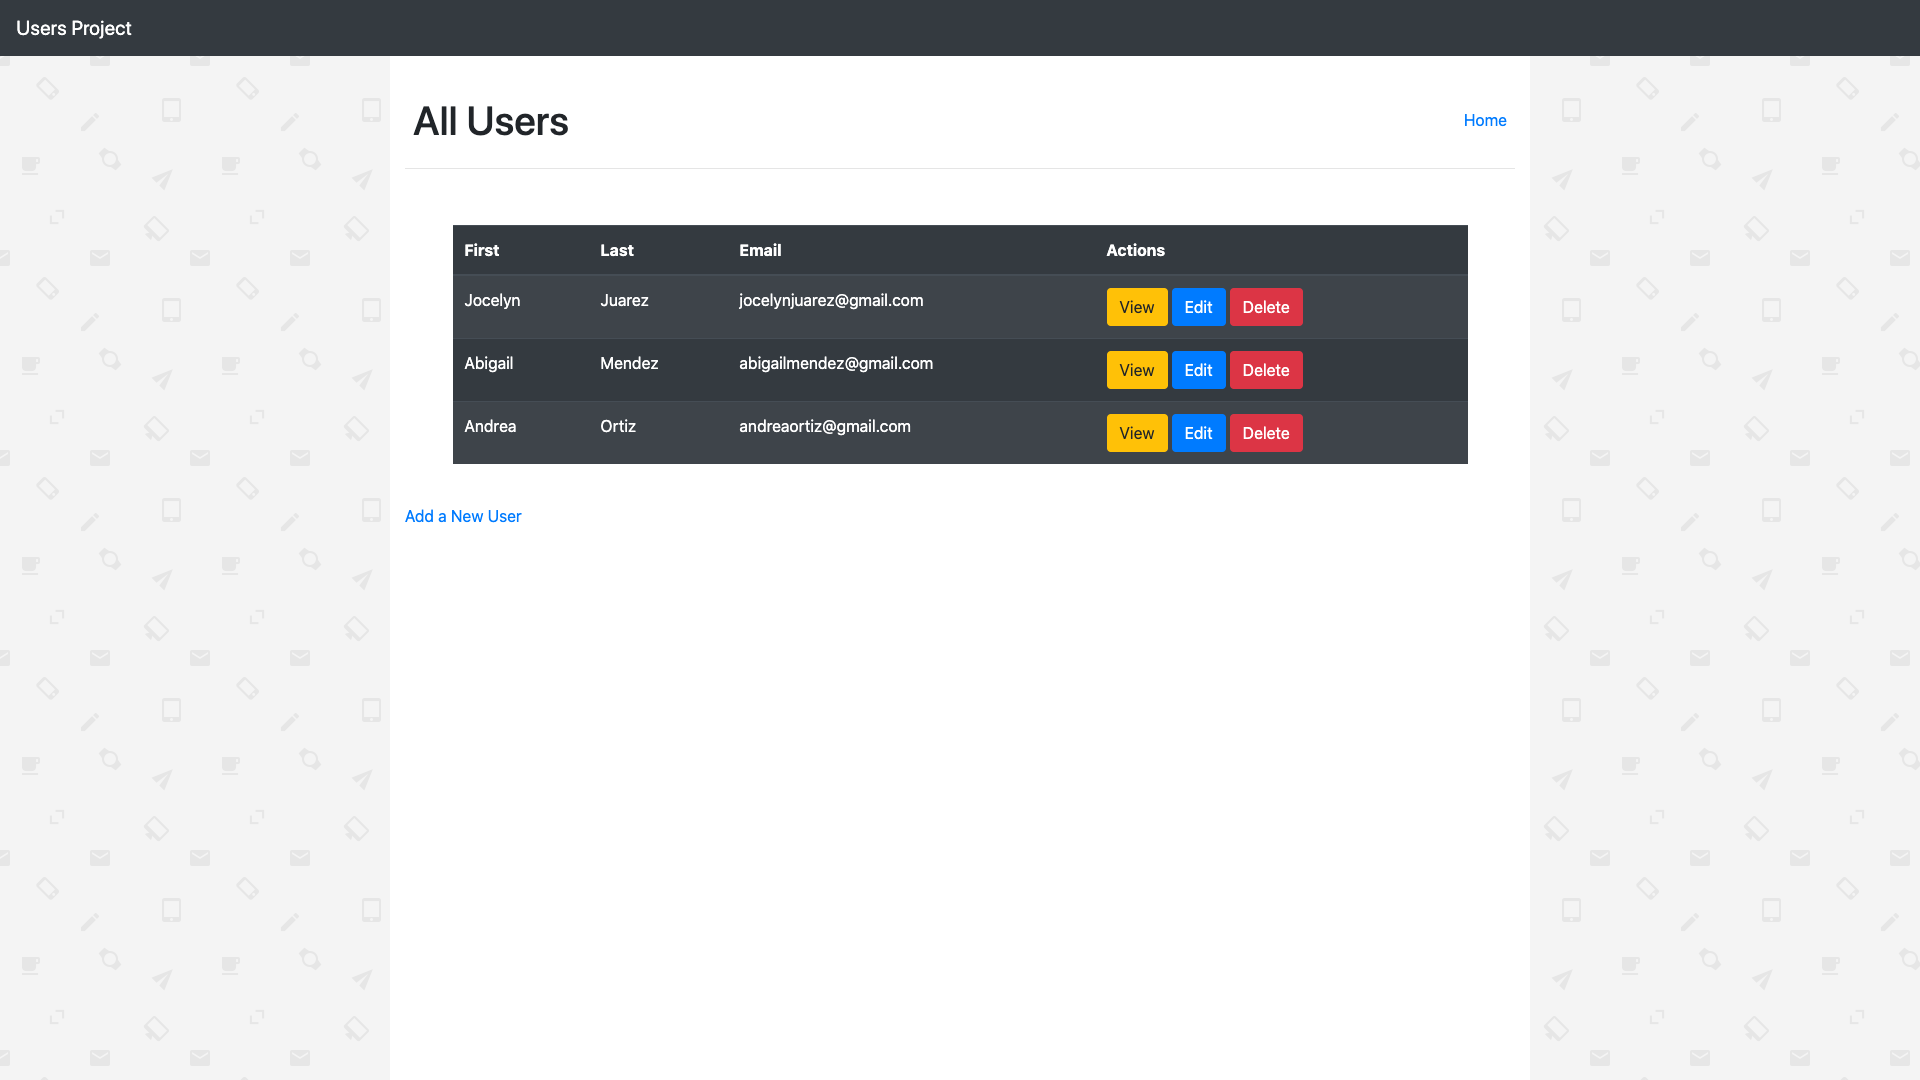 Users Project
All Users
Home
First Last Email Actions
Jocelyn Juarez jocelynjuarez@gmail.com View Edit Delete
Abigail Mendez abigailmendez@gmail.com View Edit Delete
Andrea Ortiz andreaortiz@gmail.com View Edit Delete
Add a New User